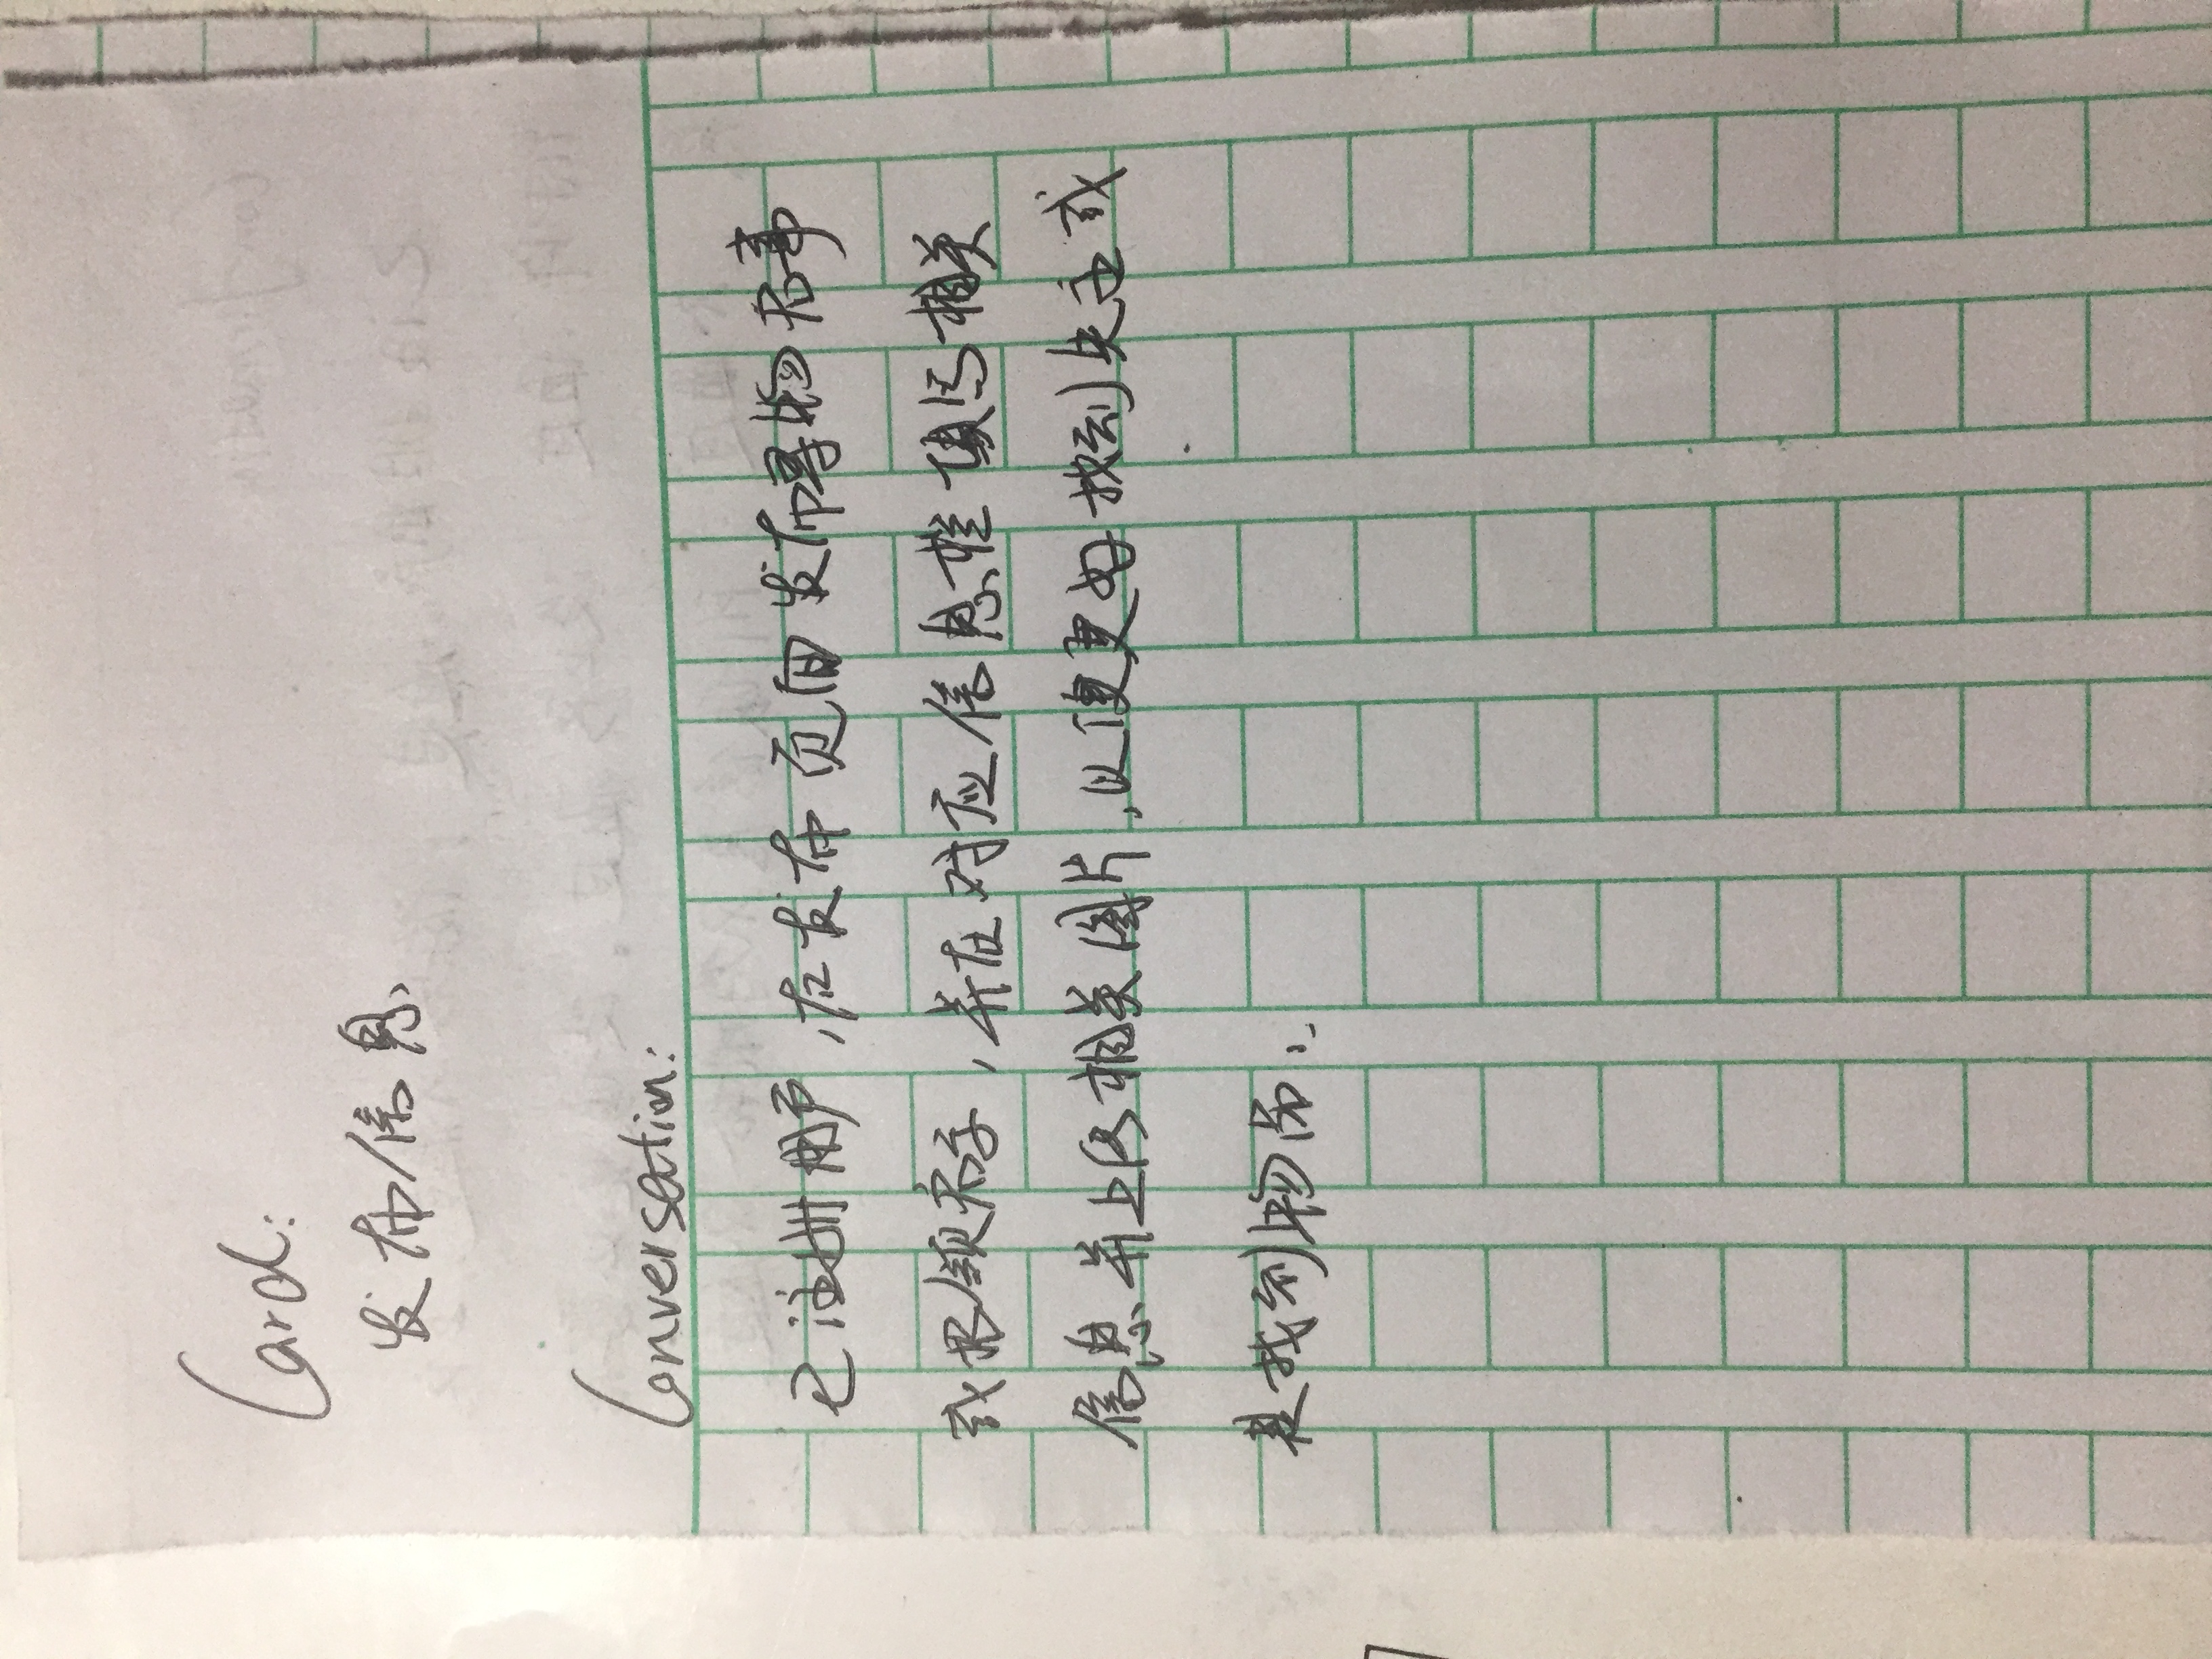 Card:
发布信息
Conversation:
已注册用户,在发布页面发布寻物启事
或招领启事,并在对应信息栏填写相关
信息并上传相关图片,以便更好找到失主或
是找到物品.